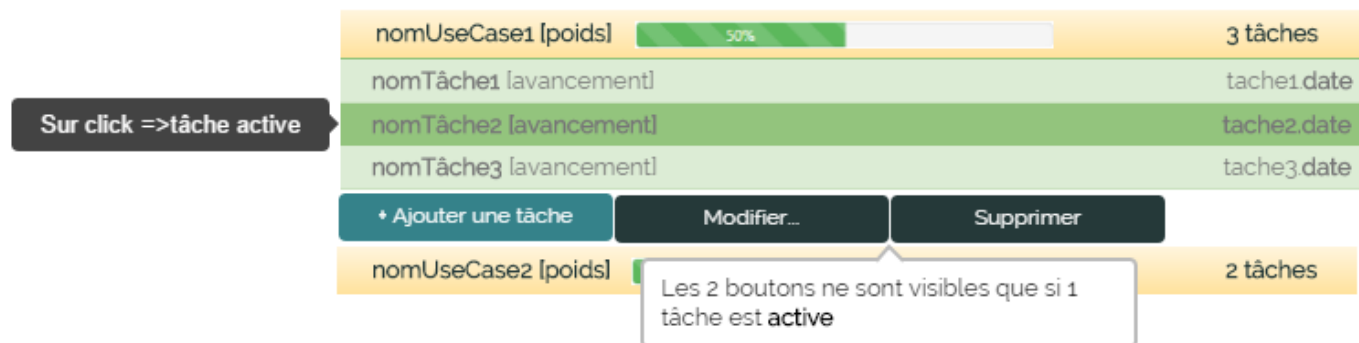 nomUseCase1 [poids] 50% 3 tâches
nomTâche1 [avancement] tache1.date
Sur click =>tâche active nomTâche2 [avancement] tache2.date
nomTâche3 [avancement] tache3.date
+ Ajouter une tâche Modifier... Supprimer
nomUseCase2 [poids] 2 tâches
Les 2 boutons ne sont visibles que si 1
tâche est active